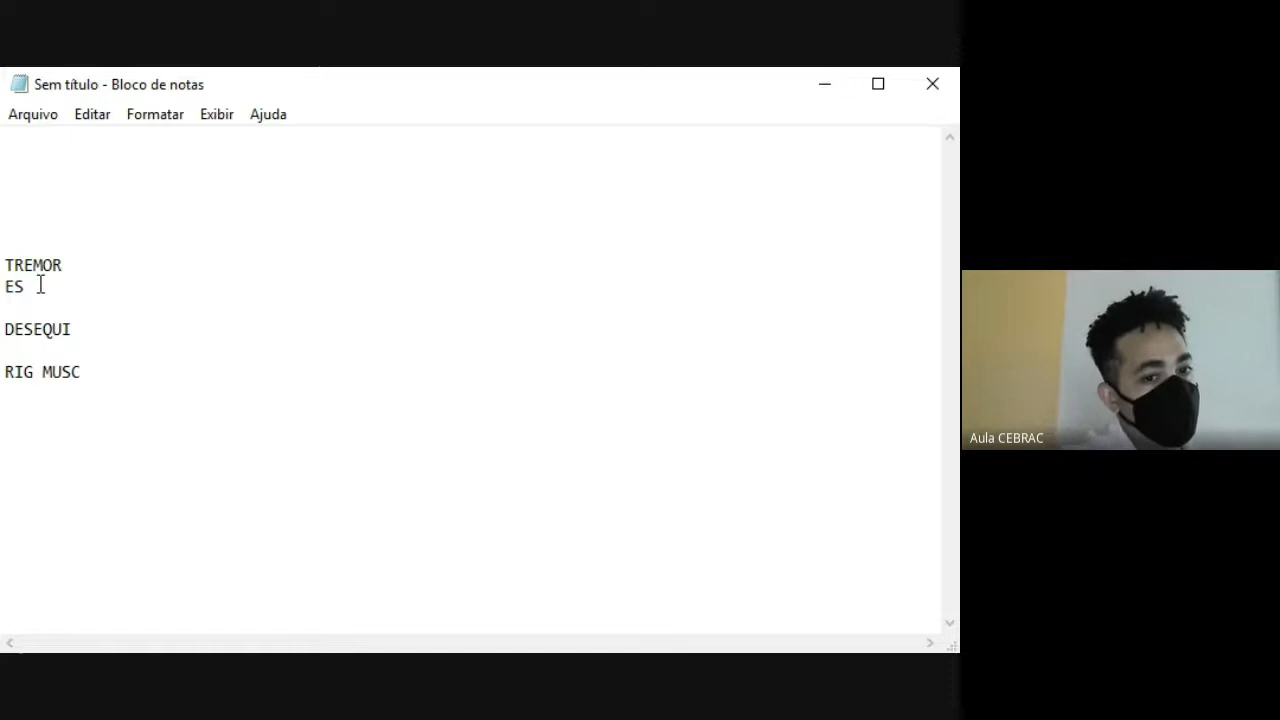 Sem título - Bloco de notas
Arquivo Editar Formatar Exibir Ajuda
TREMOR
ES
DESEQUI
RIG MUSC
Aula CEBRAC